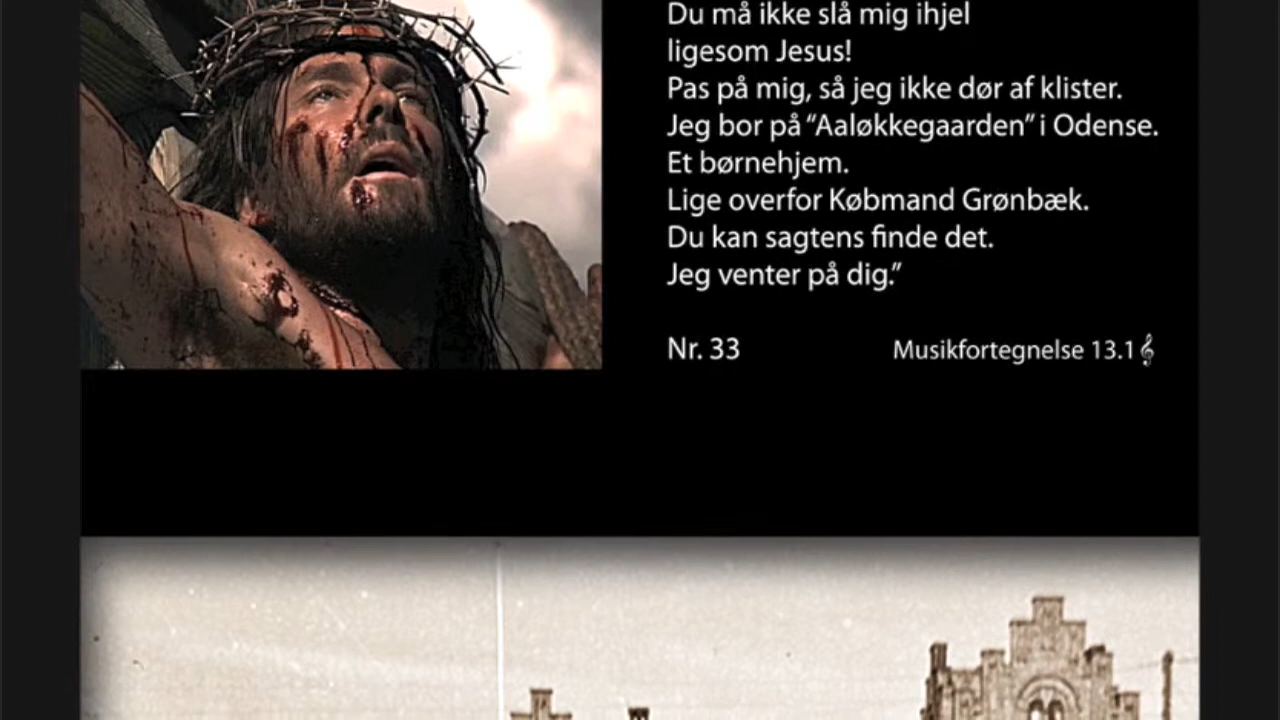 Du må ikke slå mig ihjel
ligesom Jesus!
Pas på mig, så jeg ikke dør af klister.
Jeg bor på “Aaløkkegaarden” i Odense.
Et børnehjem.
Lige overfor Købmand Grønbæk.
Du kan sagtens finde det.
Jeg venter på dig.”
Nr. 33
Musikfortegnelse 13.1